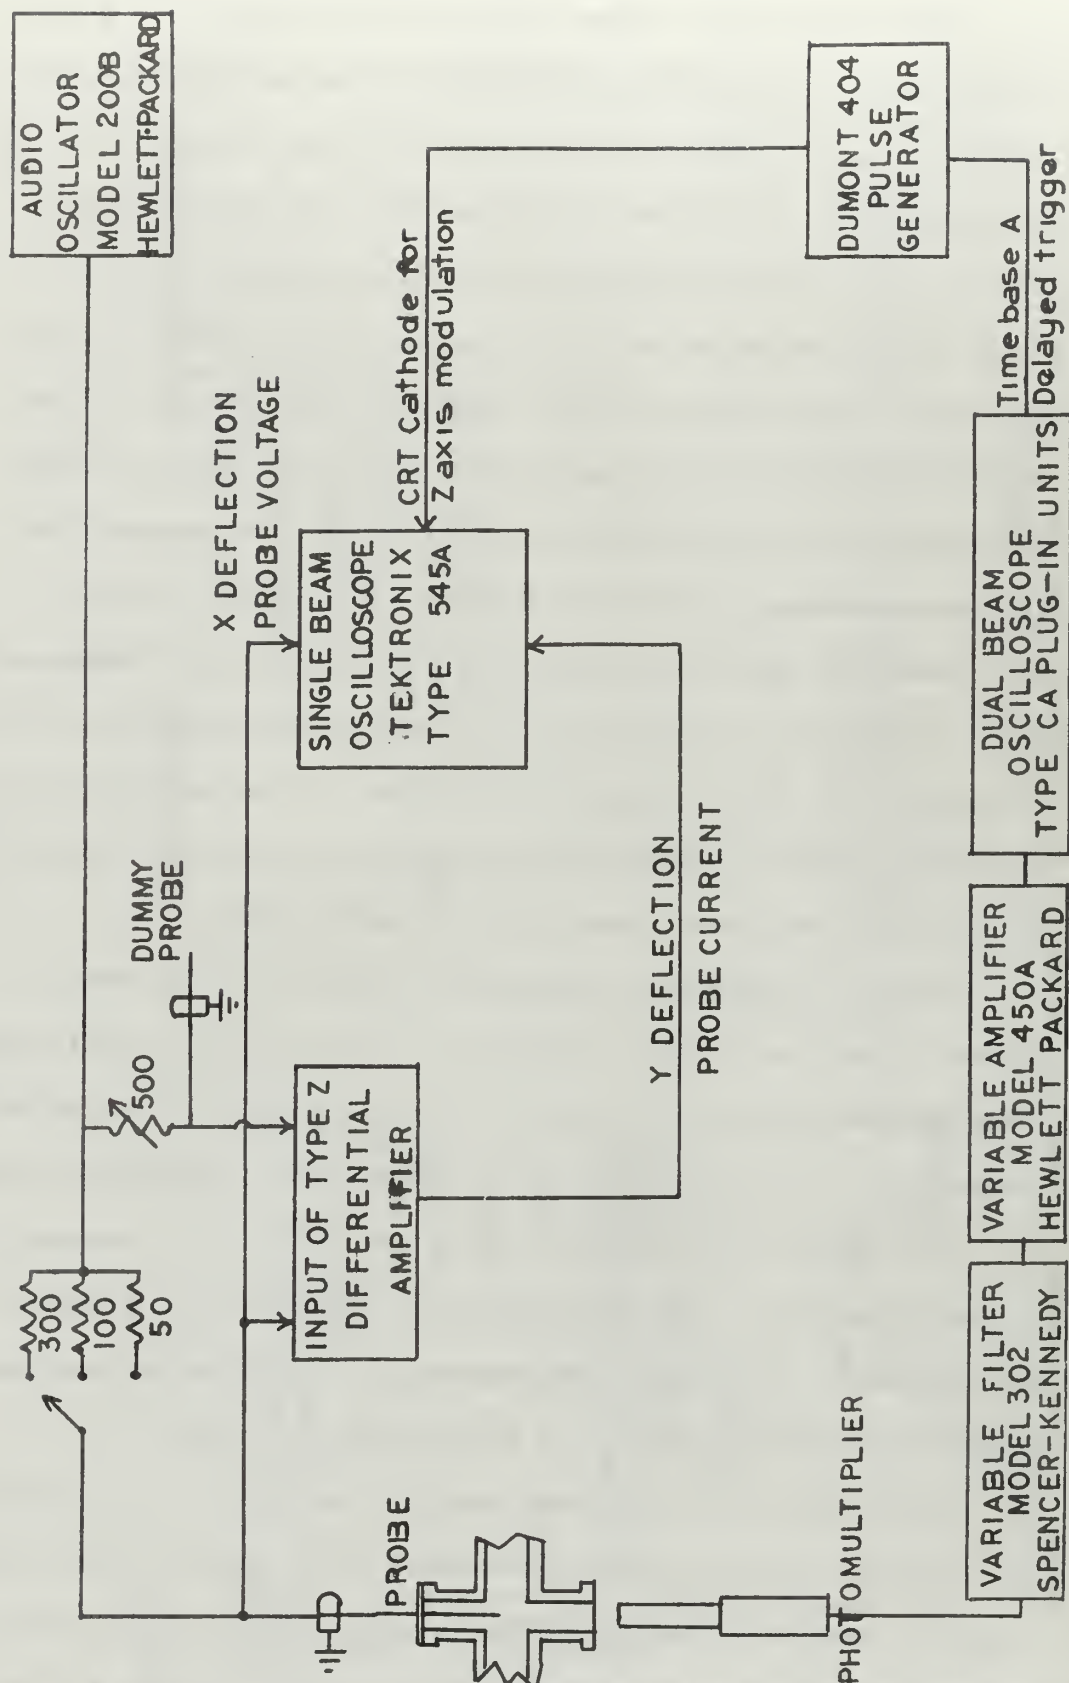 AUDIO
OSCILLATOR
MODEL 200B
HEWLETT-PACKARD
300
100
50
500
DUMMY
PROBE
X DEFLECTION
PROBE VOLTAGE
INPUT OF TYPE Z
DIFFERENTIAL
AMPLIFIER
SINGLE BEAM
OSCILLOSCOPE
TEKTRONIX
TYPE 545A
CRT Cathode for
Z axis modulation
PROBE
Y DEFLECTION
PROBE CURRENT
DUMONT 404
PULSE
GENERATOR
PHOTOMULTIPLIER
VARIABLE FILTER
MODEL 302
SPENCER-KENNEDY
VARIABLE AMPLIFIER
MODEL 450A
HEWLETT PACKARD
DUAL BEAM
OSCILLOSCOPE
TYPE CA PLUG-IN UNITS
Time base A
Delayed trigger